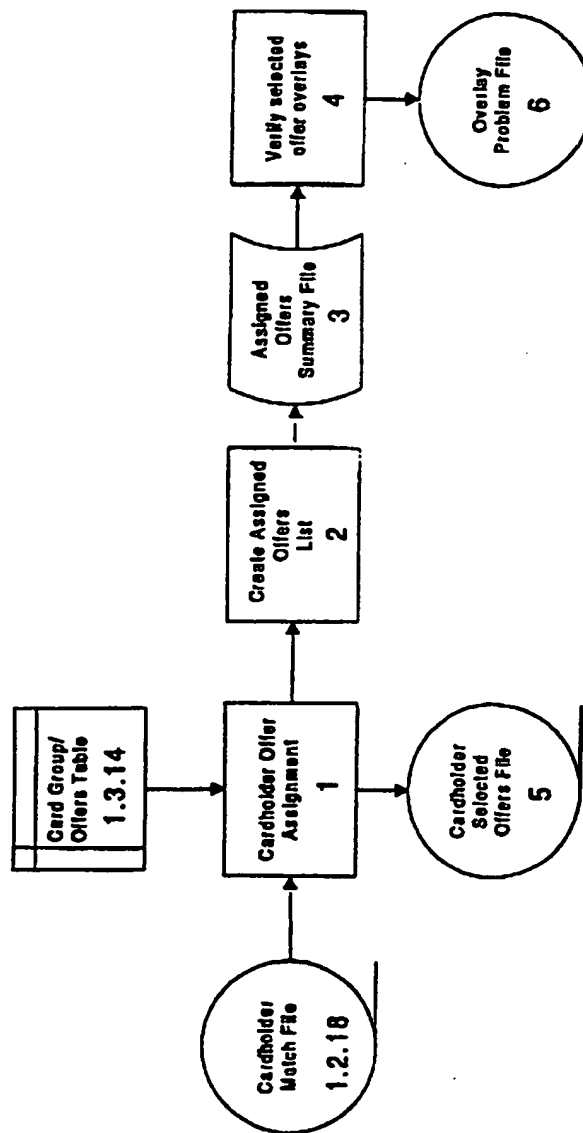 Card Group/
Offers Table
1.3.14
Cardholder
Match File
1.2.18
Cardholder Offer
Assignment
1
Create Assigned
Offers
List
2
Assigned
Offers
Summary File
3
Verify selected
offer overlays
4
Cardholder
Selected
Offers File
5
Overlay
Problem File
6